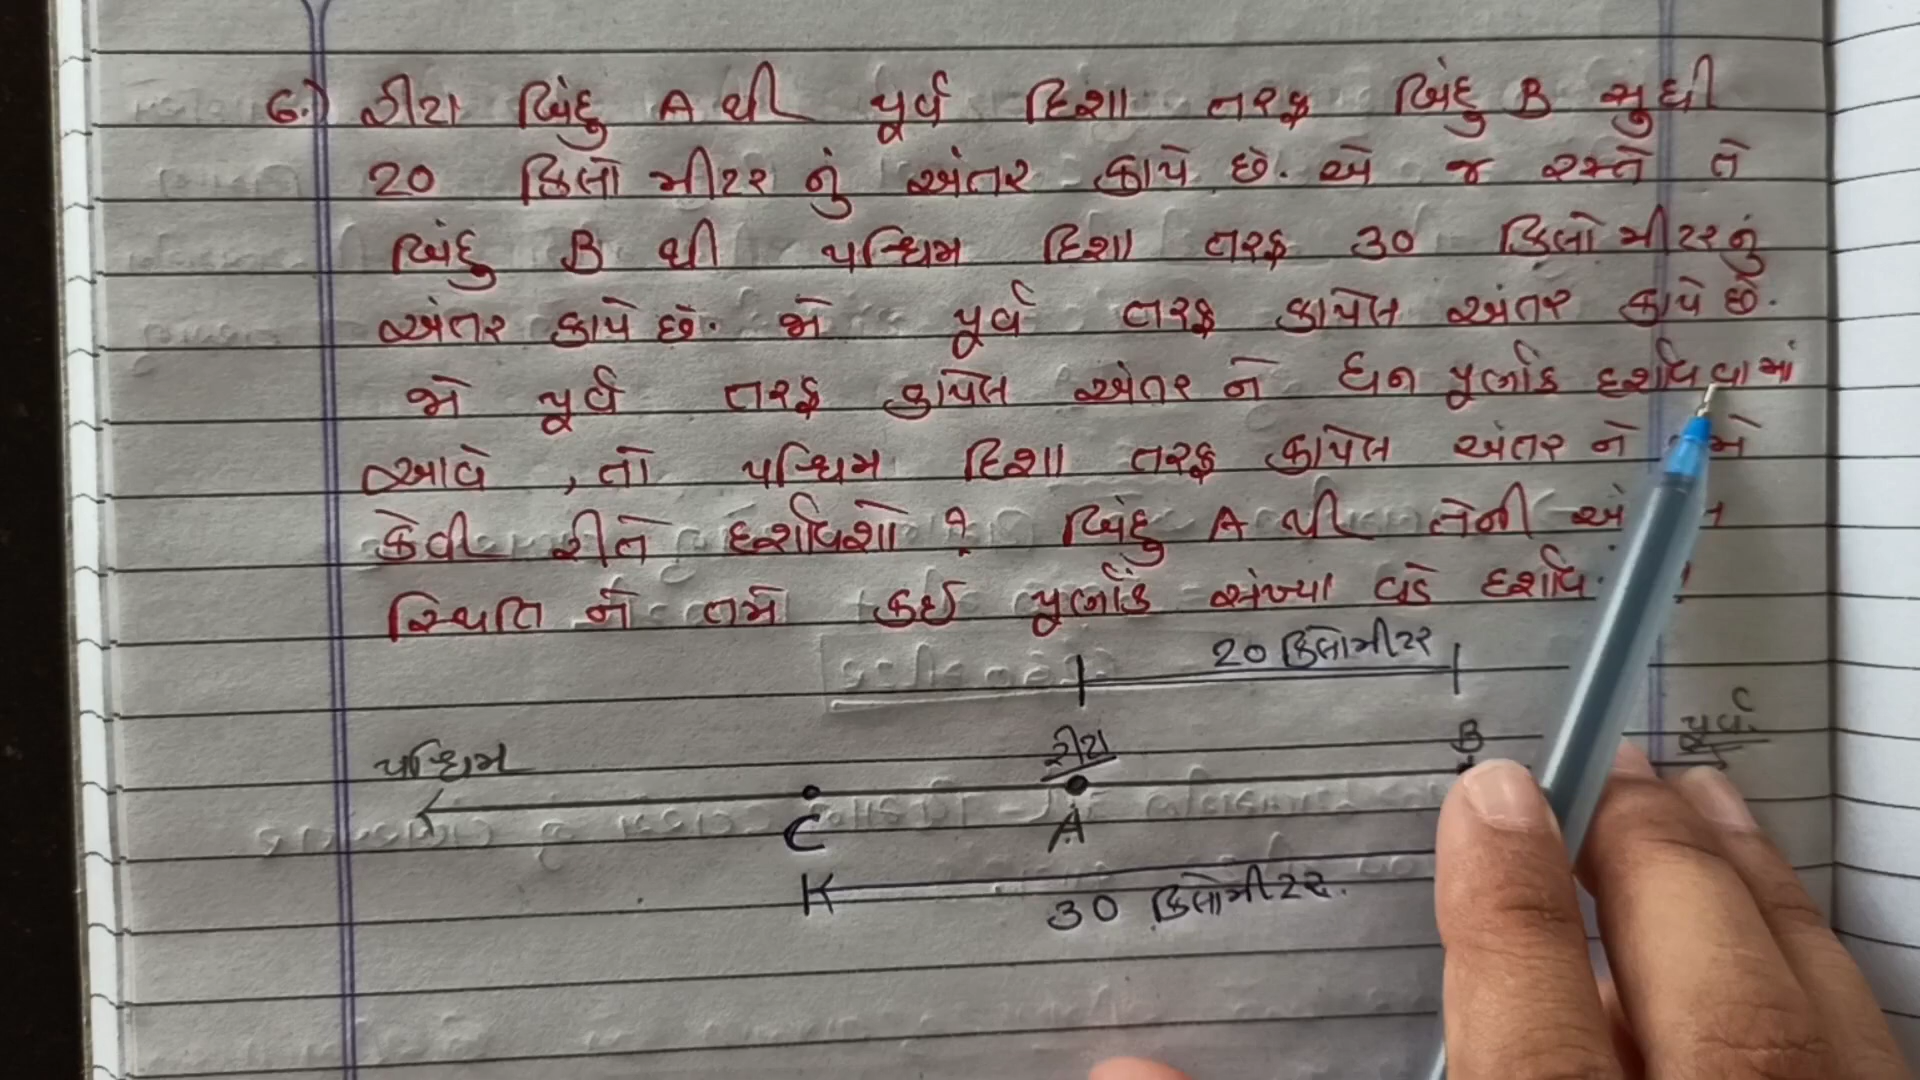 6.) રીટા બિંદુ A થી પૂર્વ દિશા તરફ બિંદુ B સુધી
20 કિલોમીટર નું અંતર કાપે છે. એ જ રસ્તે તે
બિંદુ B થી પશ્ચિમ દિશા તરફ 30 કિલોમીટરનું
અંતર કાપે છે. જો પૂર્વ તરફ કાપેલ અંતર કાપે છે.
જો પૂર્વ તરફ કાપેલ અંતર ને ધન પૂર્ણાંક દર્શાવવામાં
આવે, તો પશ્ચિમ દિશા તરફ કાપેલ અંતર ને
કેવી રીતે દર્શાવશો ? બિંદુ A થી તેની
સ્થિતિ ને તમે કઈ પૂર્ણાંક સંખ્યા વડે
20 કિલોમીટર
પશ્ચિમ રીટા B પૂર્વ
C A
30 કિલોમીટર.